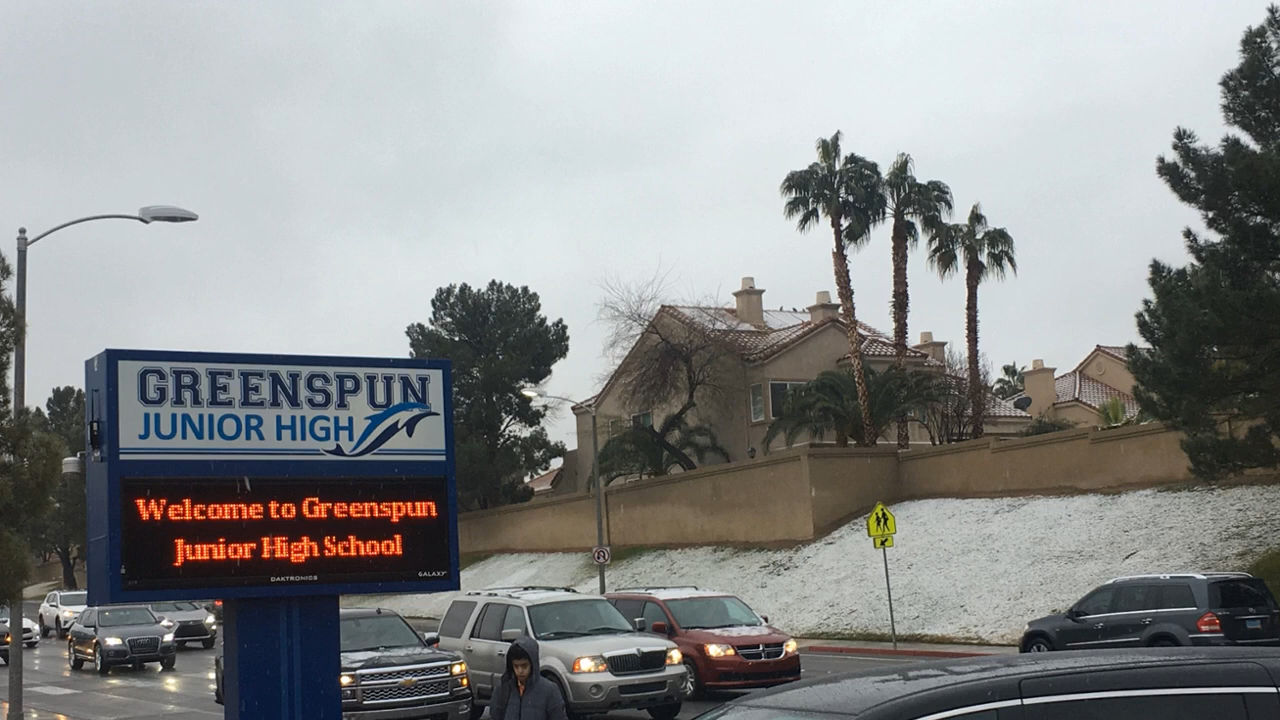 GREENSPUN
JUNIOR HIGH
Welcome to Greenspun
Junior High School
DAKTRONICS
GALAXY